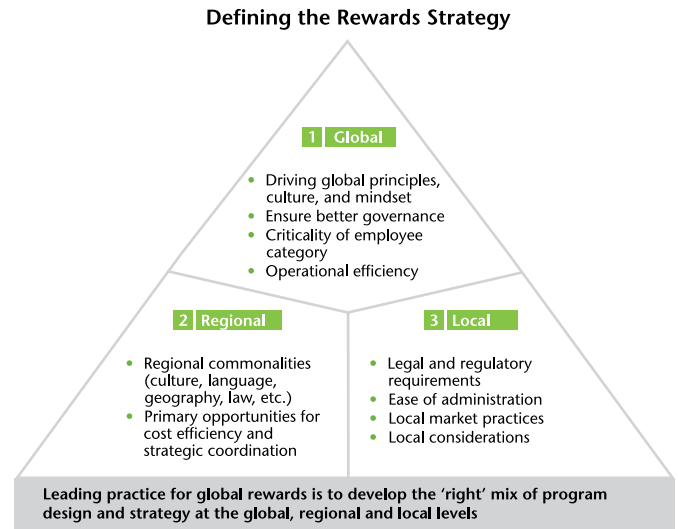 Defining the Rewards Strategy
1 Global
• Driving global principles,
culture, and mindset
• Ensure better governance
• Criticality of employee
category
• Operational efficiency
2 Regional
• Regional commonalities
(culture, language,
geography, law, etc.)
• Primary opportunities for
cost efficiency and
strategic coordination
3 Local
• Legal and regulatory
requirements
• Ease of administration
• Local market practices
• Local considerations
Leading practice for global rewards is to develop the ‘right’ mix of program
design and strategy at the global, regional and local levels